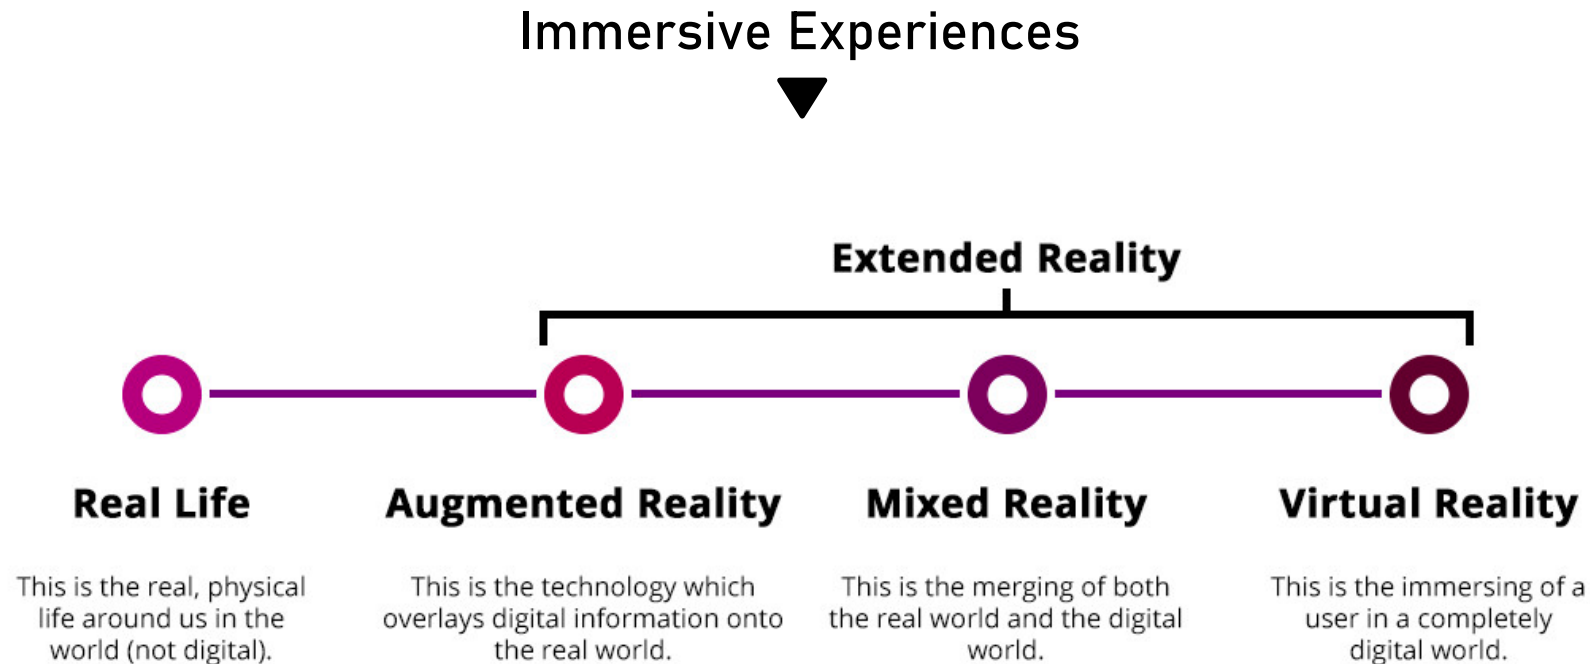 Immersive Experiences
Extended Reality
Real Life
This is the real, physical
life around us in the
world (not digital).
Augmented Reality
This is the technology which
overlays digital information onto
the real world.
Mixed Reality
This is the merging of both
the real world and the digital
world.
Virtual Reality
This is the immersing of a
user in a completely
digital world.